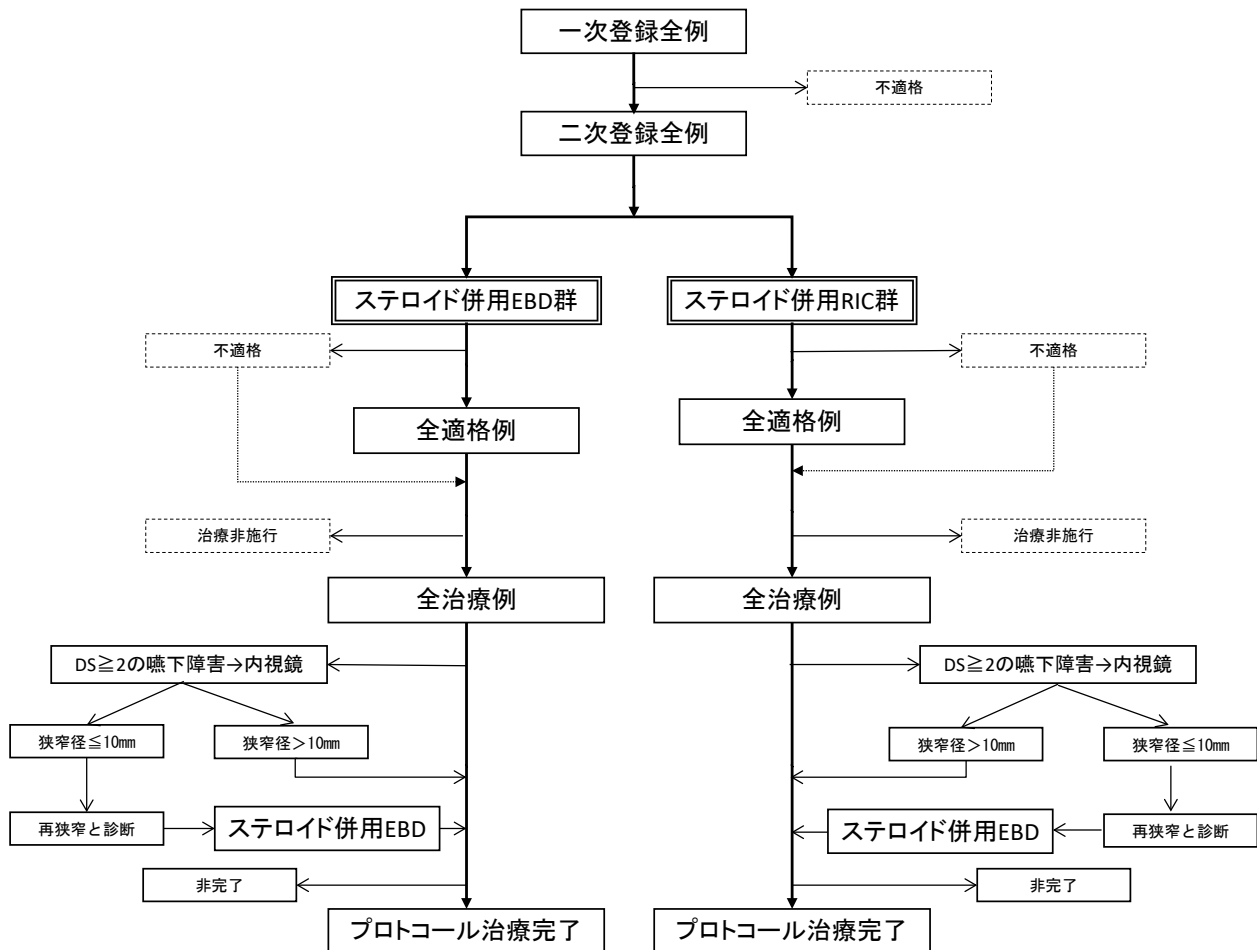 一次登録全例
不適格
二次登録全例
ステロイド併用EBD群
ステロイド併用RIC群
不適格
不適格
全適格例
全適格例
治療非施行
治療非施行
全治療例
全治療例
DS≧2の嚥下障害→内視鏡
DS≧2の嚥下障害→内視鏡
狭窄径≦10mm
狭窄径＞10mm
狭窄径＞10mm
狭窄径≦10mm
再狭窄と診断
ステロイド併用EBD
ステロイド併用EBD
再狭窄と診断
非完了
非完了
プロトコール治療完了
プロトコール治療完了